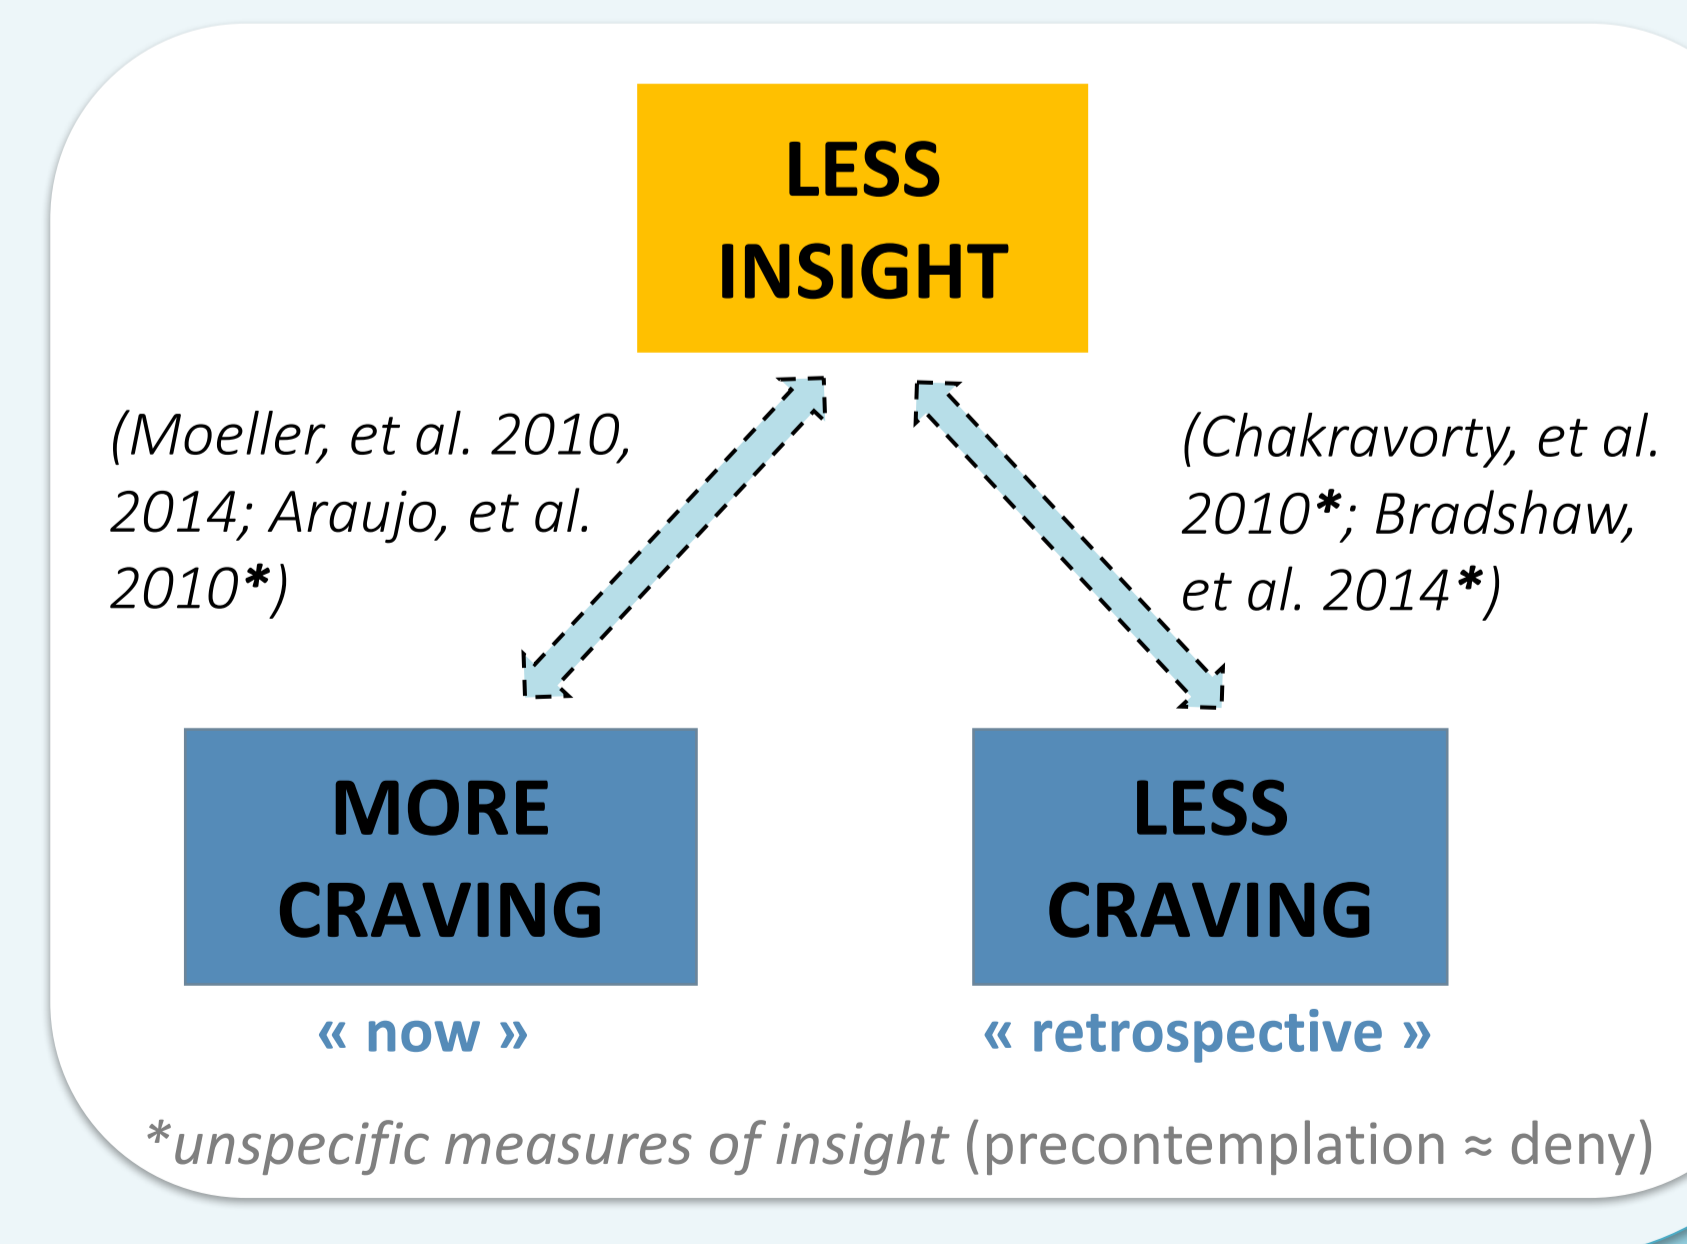 LESS
INSIGHT
(Moeller, et al. 2010,
2014; Araujo, et al.
2010*)
(Chakravorty, et al.
2010*; Bradshaw,
et al. 2014*)
MORE
CRAVING
« now »
LESS
CRAVING
« retrospective »
*unspecific measures of insight (precontemplation ≈ deny)